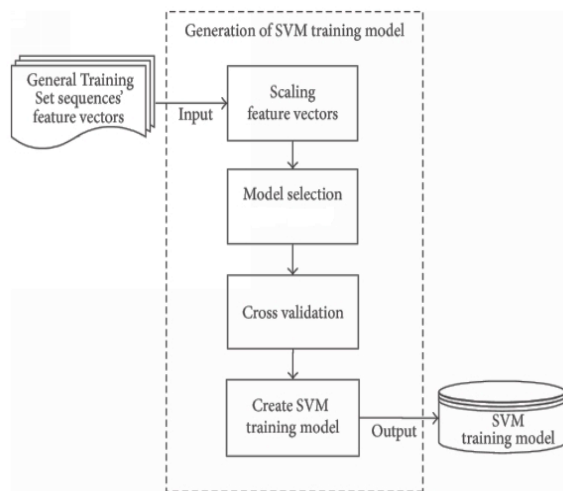 Generation of SVM training model
General Training
Set sequences'
feature vectors
Input
Scaling
feature vectors
Model selection
Cross validation
Create SVM
training model
Output
SVM
training model